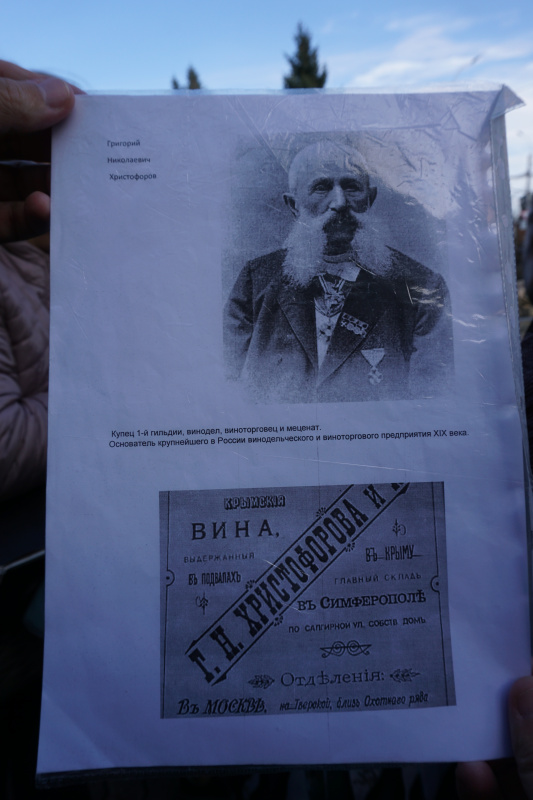 Григорий
Николаевич
Христофоров
Купец 1-й гильдии, винодел, виноторговец и меценат.
Основатель крупнейшего в России винодельческого и виноторгового предприятия XIX века.
КРЫМСКІЯ
ВИНА,
ВЫДЕРЖАННЫЯ
ВЪ ПОДВАЛАХЪ
Г. Н. ХРИСТОФОРОВА И
ВЪ КРЫМУ
ГЛАВНЫЙ СКЛАДЪ
ВЪ СИМФЕРОПОЛѢ
ПО САЛГИРНОЙ УЛ. СОБСТВ. ДОМЪ
Отдѣленія:
ВЪ МОСКВѢ, на Тверской, близъ Охотнаго ряда